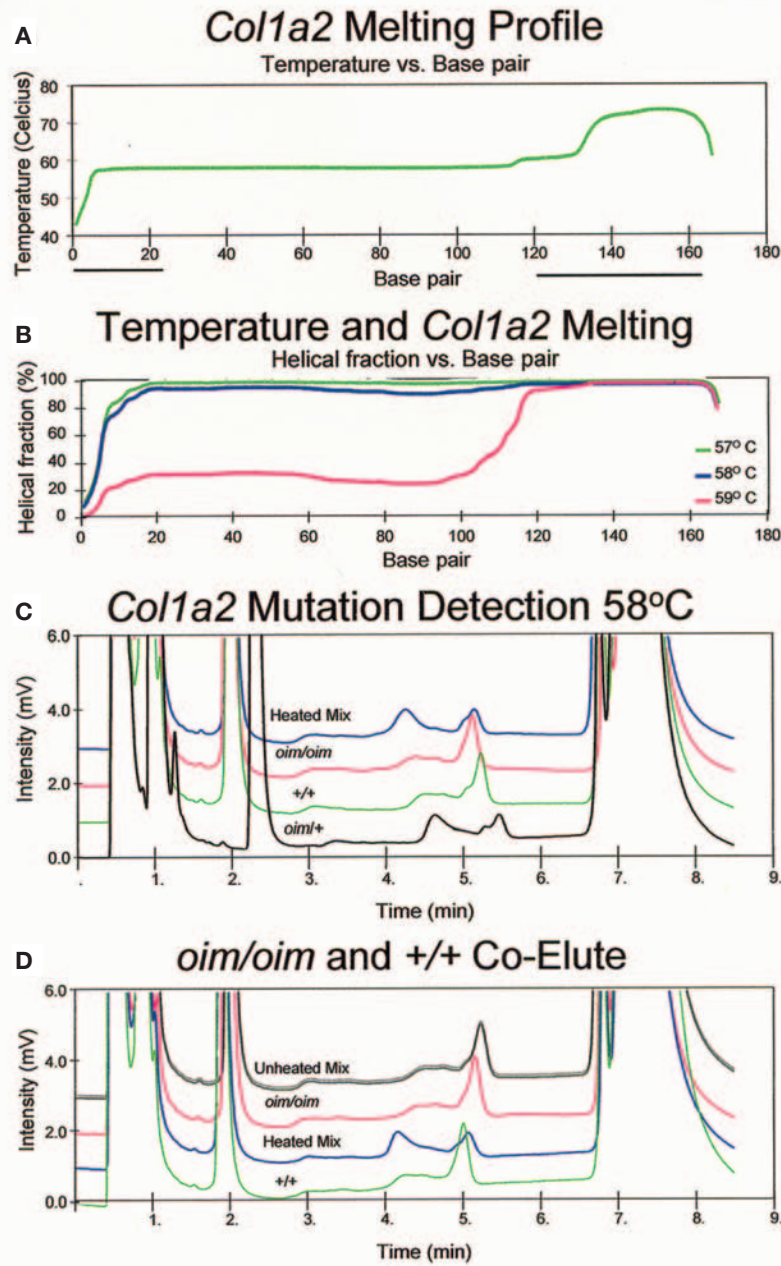 A
Col1a2 Melting Profile
Temperature vs. Base pair
Temperature (Celcius)
80
70
60
50
40
0 20 40 60 80 100 120 140 160 180
Base pair
B
Temperature and Col1a2 Melting
Helical fraction vs. Base pair
Helical fraction (%)
100
80
60
40
20
0
57° C
58° C
59° C
0 20 40 60 80 100 120 140 160 180
Base pair
C
Col1a2 Mutation Detection 58°C
Intensity (mV)
6.0
4.0
2.0
0.0
Heated Mix
oim/oim
+/+
oim/+
. 1. 2. 3. 4. 5. 6. 7. 8. 9.
Time (min)
D
oim/oim and +/+ Co-Elute
Intensity (mV)
6.0
4.0
2.0
0.0
Unheated Mix
oim/oim
Heated Mix
+/+
1. 2. 3. 4. 5. 6. 7. 8. 9.
Time (min)